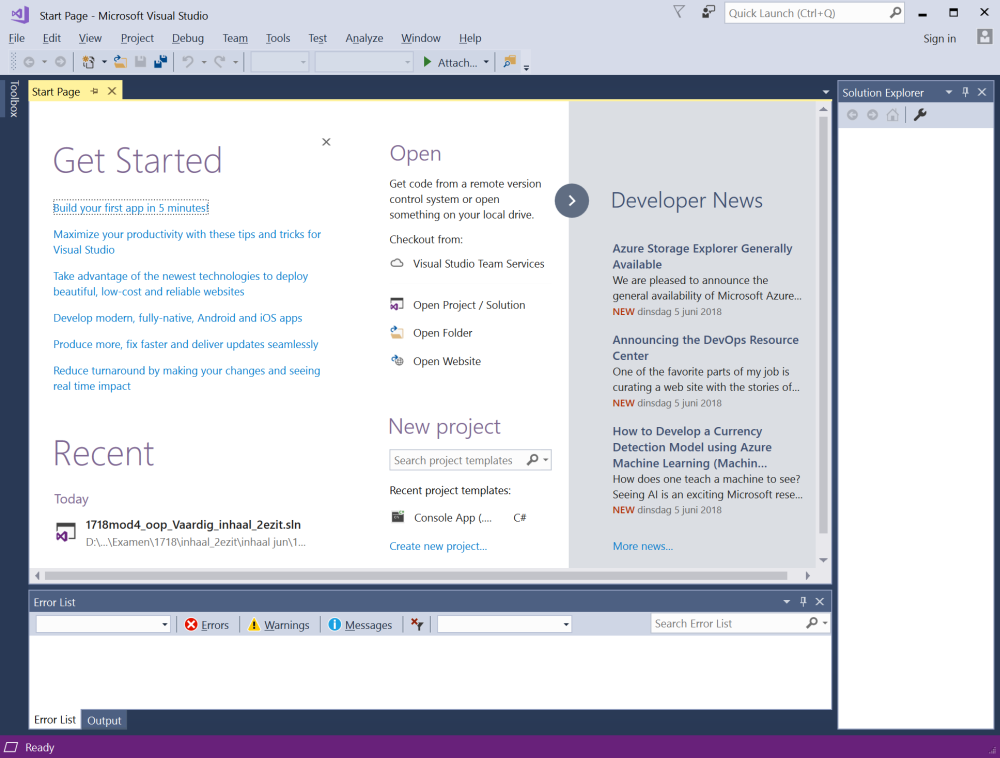 Start Page - Microsoft Visual Studio
Quick Launch (Ctrl+Q)
File Edit View Project Debug Team Tools Test Analyze Window Help
Sign in
Attach...
Toolbox
Start Page
Get Started
Build your first app in 5 minutes!
Maximize your productivity with these tips and tricks for
Visual Studio
Take advantage of the newest technologies to deploy
beautiful, low-cost and reliable websites
Develop modern, fully-native, Android and iOS apps
Produce more, fix faster and deliver updates seamlessly
Reduce turnaround by making your changes and seeing
real time impact
Recent
Today
1718mod4_oop_Vaardig_inhaal_2ezit.sln
D:\...\Examen\1718\inhaal_2ezit\inhaal jun\1...
Open
Get code from a remote version
control system or open
something on your local drive.
Checkout from:
Visual Studio Team Services
Open Project / Solution
Open Folder
Open Website
New project
Search project templates
Recent project templates:
Console App (.... C#
Create new project...
Developer News
Azure Storage Explorer Generally
Available
We are pleased to announce the
general availability of Microsoft Azure...
NEW dinsdag 5 juni 2018
Announcing the DevOps Resource
Center
One of the favorite parts of my job is
curating a web site with the stories of...
NEW dinsdag 5 juni 2018
How to Develop a Currency
Detection Model using Azure
Machine Learning (Machin...
How does one teach a machine to see?
Seeing AI is an exciting Microsoft rese...
NEW dinsdag 5 juni 2018
More news...
Solution Explorer
Error List
Errors Warnings Messages
Search Error List
Error List Output
Ready